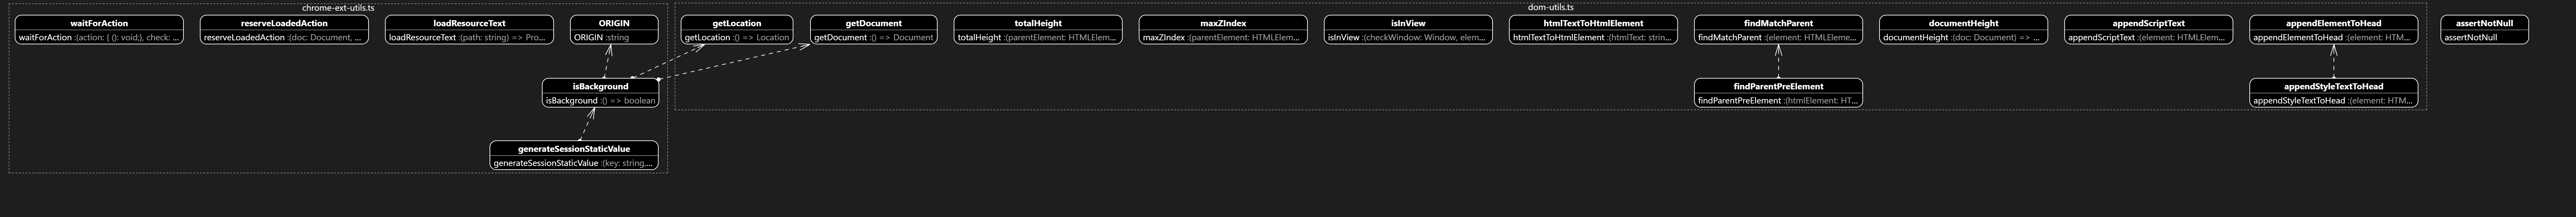 chrome-ext-utils.ts
dom-utils.ts
waitForAction
waitForAction :(action: { (): void;}, check: ...
reserveLoadedAction
reserveLoadedAction :(doc: Document, ...
loadResourceText
loadResourceText :(path: string) => Pro...
ORIGIN
ORIGIN :string
getLocation
getLocation :() => Location
getDocument
getDocument :() => Document
totalHeight
totalHeight :(parentElement: HTMLElem...
maxZIndex
maxZIndex :(parentElement: HTMLEle...
isInView
isInView :(checkWindow: Window, elem...
htmlTextToHtmlElement
htmlTextToHtmlElement :(htmlText: strin...
findMatchParent
findMatchParent :(element: HTMLEleme...
documentHeight
documentHeight :(doc: Document) => ...
appendScriptText
appendScriptText :(element: HTMLElem...
appendElementToHead
appendElementToHead :(element: HTM...
assertNotNull
assertNotNull
isBackground
isBackground :() => boolean
findParentPreElement
findParentPreElement :(htmlElement: HT...
appendStyleTextToHead
appendStyleTextToHead :(element: HTM...
generateSessionStaticValue
generateSessionStaticValue :(key: string,...